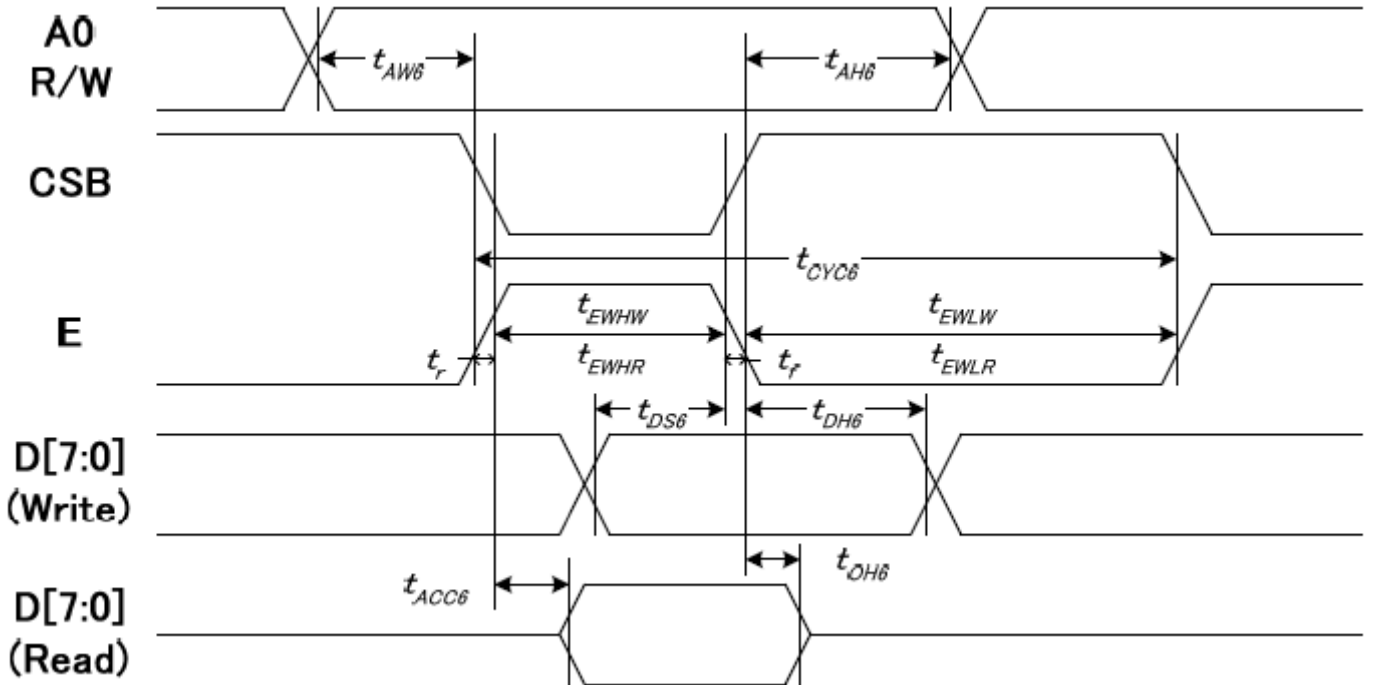 A0
R/W
tAW6
tAH6
CSB
tCYC6
E
tEWHW
tEWLW
tr
tEWHR
tf
tEWLR
tDS6
tDH6
D[7:0]
(Write)
tOH6
tACC6
D[7:0]
(Read)